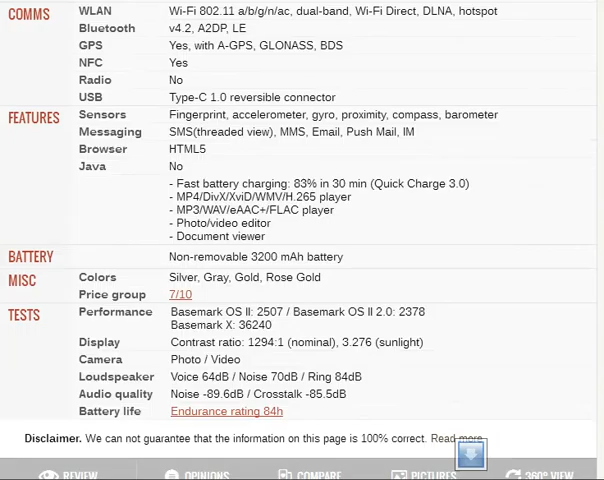 COMMS WLAN Wi-Fi 802.11 a/b/g/n/ac, dual-band, Wi-Fi Direct, DLNA, hotspot
Bluetooth v4.2, A2DP, LE
GPS Yes, with A-GPS, GLONASS, BDS
NFC Yes
Radio No
USB Type-C 1.0 reversible connector
FEATURES Sensors Fingerprint, accelerometer, gyro, proximity, compass, barometer
Messaging SMS(threaded view), MMS, Email, Push Mail, IM
Browser HTML5
Java No
- Fast battery charging: 83% in 30 min (Quick Charge 3.0)
- MP4/DivX/XviD/WMV/H.265 player
- MP3/WAV/eAAC+/FLAC player
- Photo/video editor
- Document viewer
BATTERY Non-removable 3200 mAh battery
MISC Colors Silver, Gray, Gold, Rose Gold
Price group 7/10
TESTS Performance Basemark OS II: 2507 / Basemark OS II 2.0: 2378
Basemark X: 36240
Display Contrast ratio: 1294:1 (nominal), 3.276 (sunlight)
Camera Photo / Video
Loudspeaker Voice 64dB / Noise 70dB / Ring 84dB
Audio quality Noise -89.6dB / Crosstalk -85.5dB
Battery life Endurance rating 84h
Disclaimer. We can not guarantee that the information on this page is 100% correct. Read more
REVIEW OPINIONS COMPARE PICTURES 360° VIEW